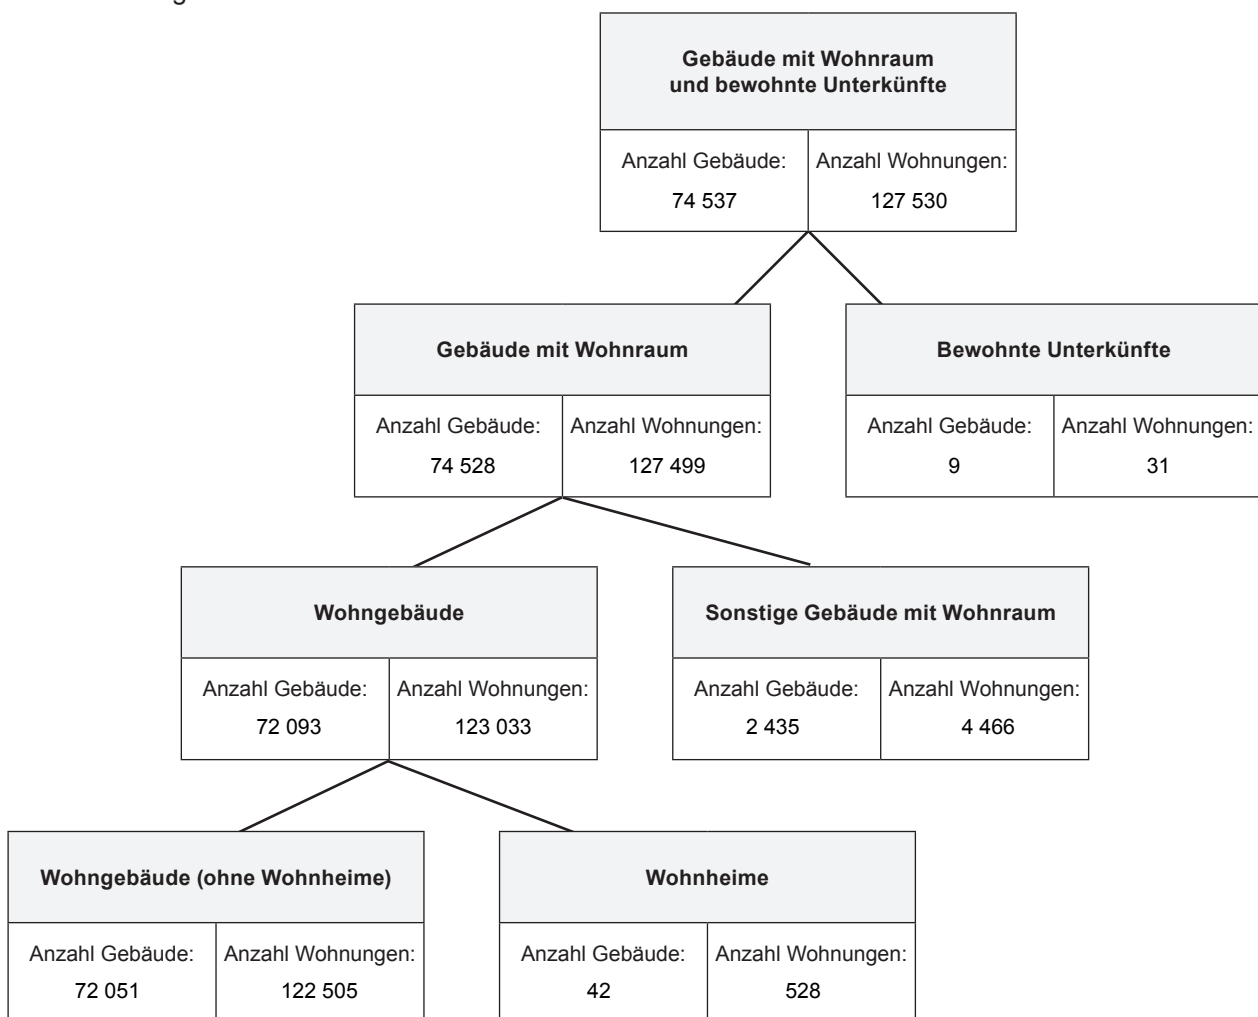 Gebäude mit Wohnraum
und bewohnte Unterkünfte
Anzahl Gebäude:
74 537
Anzahl Wohnungen:
127 530
Gebäude mit Wohnraum
Anzahl Gebäude:
74 528
Anzahl Wohnungen:
127 499
Bewohnte Unterkünfte
Anzahl Gebäude:
9
Anzahl Wohnungen:
31
Wohngebäude
Anzahl Gebäude:
72 093
Anzahl Wohnungen:
123 033
Sonstige Gebäude mit Wohnraum
Anzahl Gebäude:
2 435
Anzahl Wohnungen:
4 466
Wohngebäude (ohne Wohnheime)
Anzahl Gebäude:
72 051
Anzahl Wohnungen:
122 505
Wohnheime
Anzahl Gebäude:
42
Anzahl Wohnungen:
528